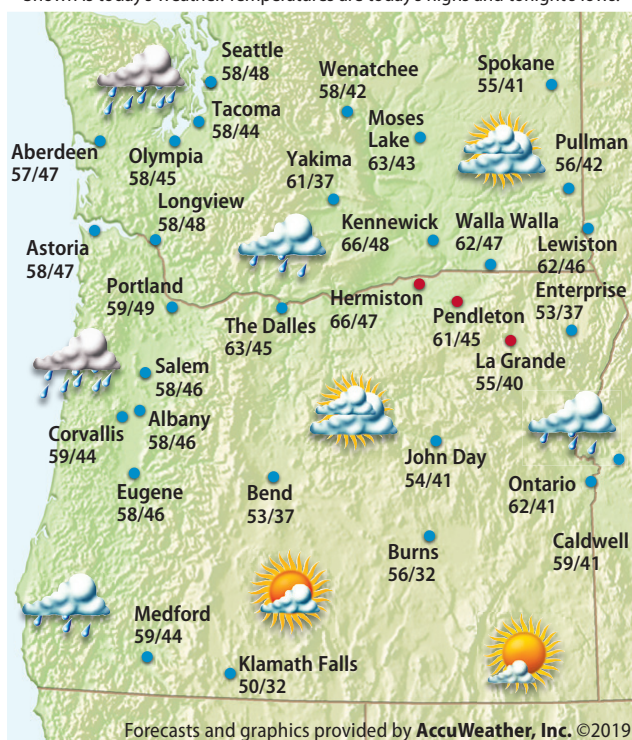 Shown is today's weather. Temperatures are today's highs and tonight's lows.
Seattle
58/48
Wenatchee
58/42
Spokane
55/41
Tacoma
58/44
Moses
Lake
63/43
Pullman
56/42
Aberdeen
57/47
Olympia
58/45
Yakima
61/37
Longview
58/48
Kennewick
66/48
Walla Walla
62/47
Lewiston
62/46
Astoria
58/47
Portland
59/49
The Dalles
63/45
Hermiston
66/47
Pendleton
61/45
Enterprise
53/37
La Grande
55/40
Salem
58/46
Albany
58/46
Corvallis
59/44
John Day
54/41
Ontario
62/41
Eugene
58/46
Bend
53/37
Caldwell
59/41
Burns
56/32
Medford
59/44
Klamath Falls
50/32
Forecasts and graphics provided by AccuWeather, Inc. ©2019